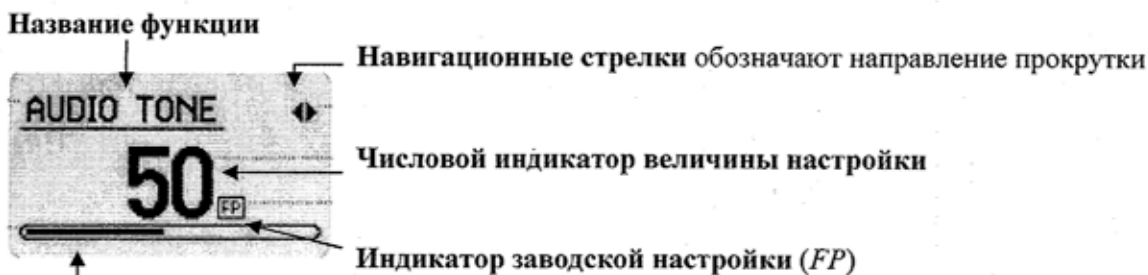 Название функции
Навигационные стрелки обозначают направление прокрутки
AUDIO TONE
Числовой индикатор величины настройки
50
FP
Индикатор заводской настройки (FP)